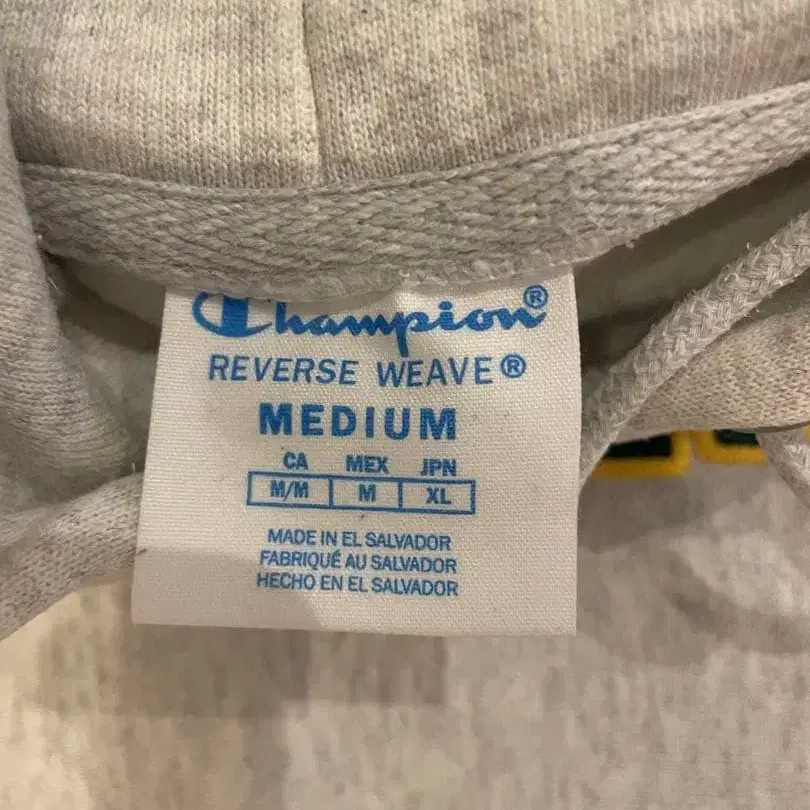 Champion®
REVERSE WEAVE®
MEDIUM
CA MEX JPN
M/M M XL
MADE IN EL SALVADOR
FABRIQUÉ AU SALVADOR
HECHO EN EL SALVADOR